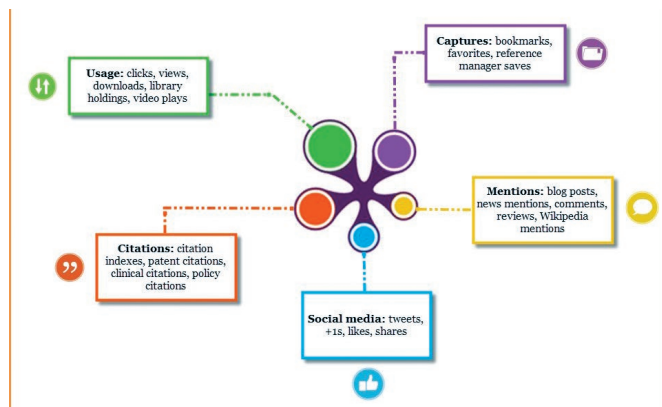 Captures: bookmarks,
favorites, reference
manager saves
Usage: clicks, views,
downloads, library
holdings, video plays
Mentions: blog posts,
news mentions, comments,
reviews, Wikipedia
mentions
Citations: citation
indexes, patent citations,
clinical citations, policy
citations
Social media: tweets,
+1s, likes, shares